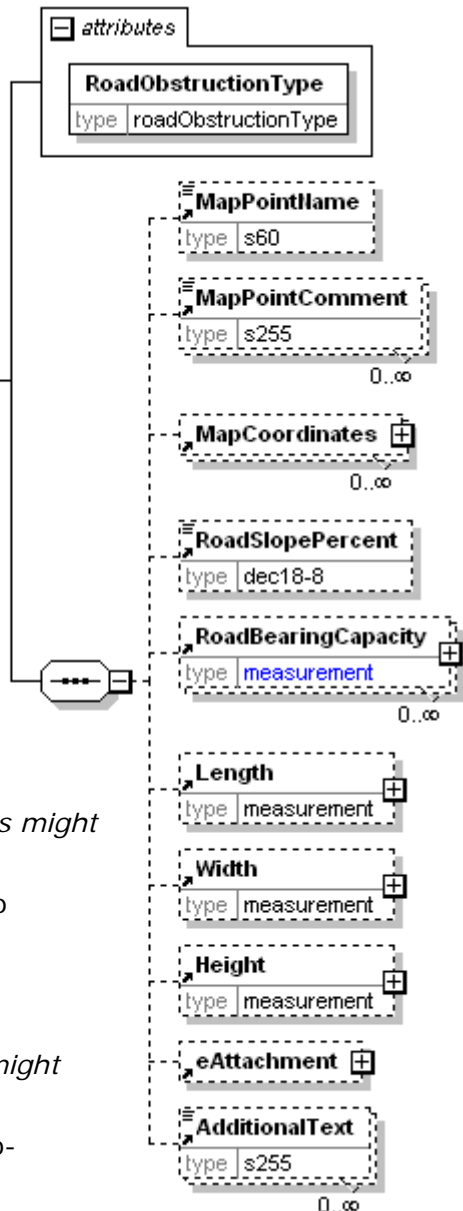 attributes
RoadObstructionType
type roadObstructionType
MapPointName
type s60
MapPointComment
type s255
0..∞
MapCoordinates
0..∞
RoadSlopePercent
type dec18-8
RoadBearingCapacity
type measurement
0..∞
Length
type measurement
s might
Width
type measurement
Height
type measurement
might
eAttachment
AdditionalText
type s255
0..∞